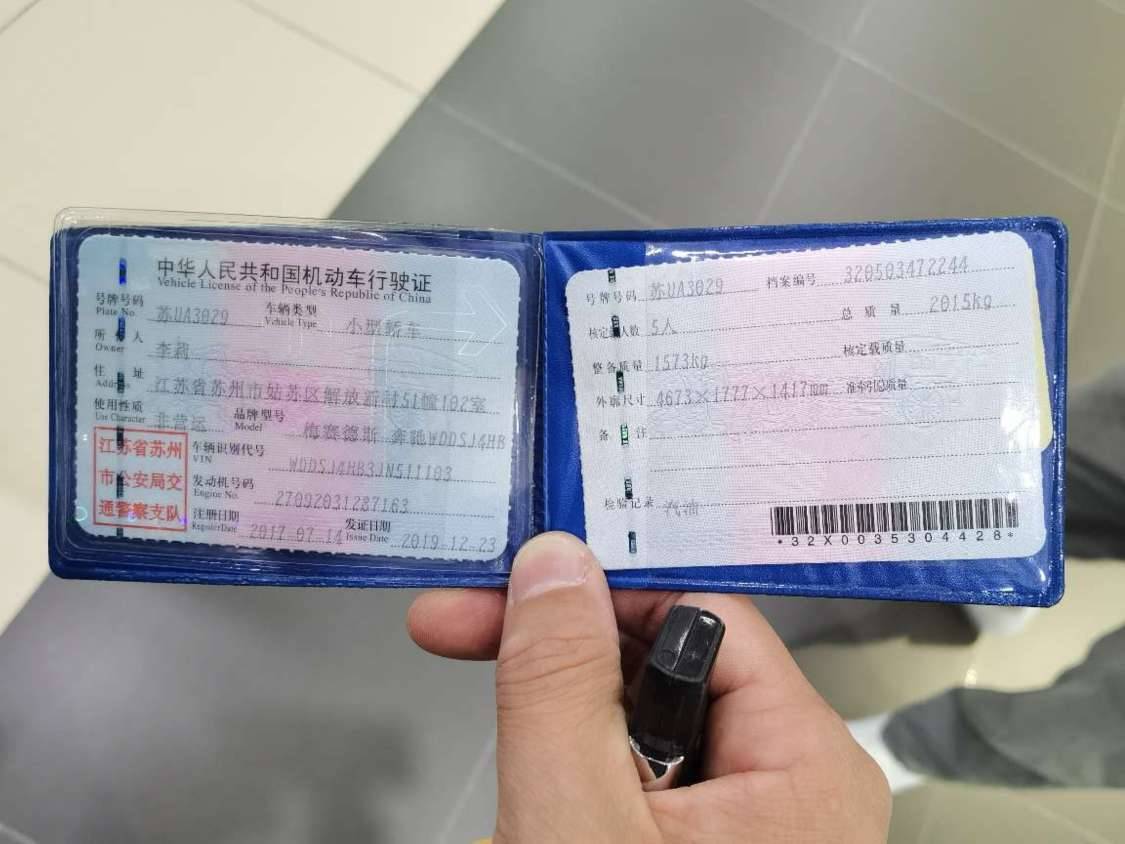 中华人民共和国机动车行驶证
Vehicle License of the People's Republic of China
号牌号码 苏UA3029 车辆类型 小型轿车
Plate No. Vehicle Type
所 人 李莉
Owner
住 址 江苏省苏州市姑苏区解放新村51幢102室
Address
使用性质 非营运 品牌型号 梅赛德斯 奔驰WDDSJ4HB
Use Character Model
江苏省苏州
市公安局交
通警察支队
车辆识别代号 WDDSJ4HB3JN511103
VIN
发动机号码 27092031287163
Engine No.
注册日期 2017-07-14 发证日期 2019-12-23
Register Date Issue Date
号牌号码 苏UA3029 档案编号 320503472244
核定 人数 5人 总 质 量 2015kg
整备质量 1573kg 核定载质量
外廓尺寸 4673×1777×1417mm 准牵引总质量
备 注
检验记录 汽油
*32X0035304428*